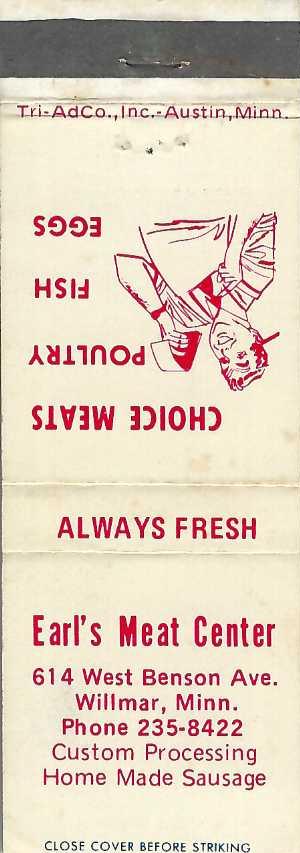 Tri-AdCo., Inc.-Austin, Minn.
CHOICE MEATS
POULTRY
FISH
EGGS
ALWAYS FRESH
Earl's Meat Center
614 West Benson Ave.
Willmar, Minn.
Phone 235-8422
Custom Processing
Home Made Sausage
CLOSE COVER BEFORE STRIKING